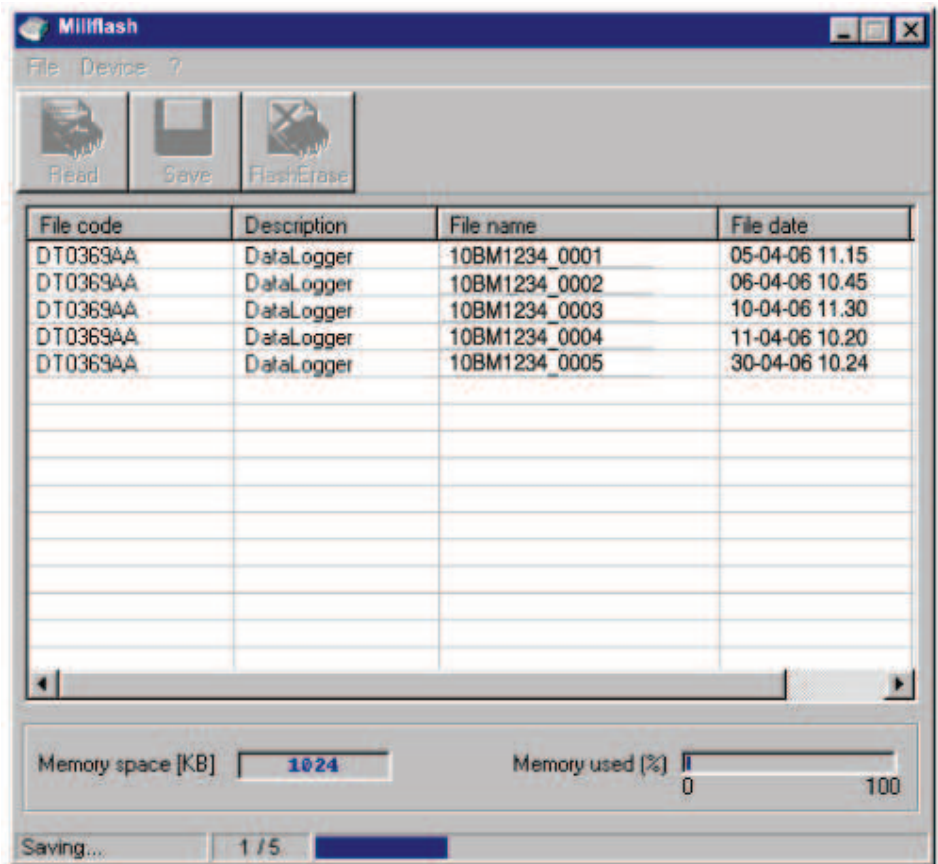 Millflash
File Device ?
Read Save FlashErase
File code Description File name File date
DT0369AA DataLogger 10BM1234_0001 05-04-06 11.15
DT0369AA DataLogger 10BM1234_0002 06-04-06 10.45
DT0369AA DataLogger 10BM1234_0003 10-04-06 11.30
DT0369AA DataLogger 10BM1234_0004 11-04-06 10.20
DT0369AA DataLogger 10BM1234_0005 30-04-06 10.24
Memory space [KB] 1024 Memory used [%]
0 100
Saving... 1 / 5